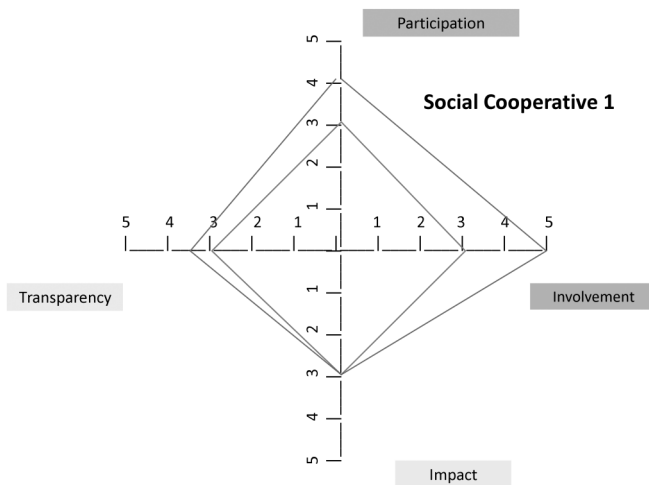 Participation
5
4
Social Cooperative 1
3
2
1
5 4 3 2 1 1 2 3 4 5
1
Transparency
Involvement
2
3
4
5
Impact